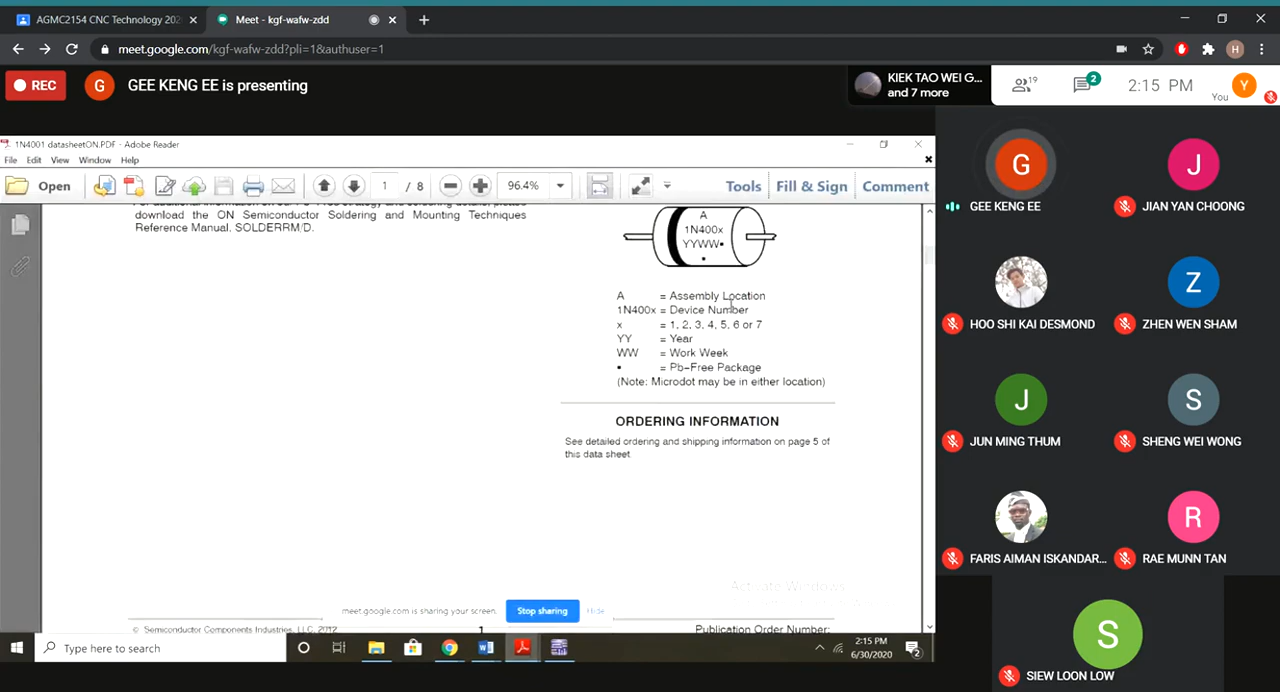 AGMC2154 CNC Technology 202
Meet - kgf-wafw-zdd
meet.google.com/kgf-wafw-zdd?pli=1&authuser=1
H
REC
G
GEE KENG EE is presenting
KIEK TAO WEI G...
and 7 more
19
2
2:15 PM
You
Y
1N4001 datasheetON.PDF - Adobe Reader
File Edit View Window Help
Open
1 / 8
96.4%
Tools
Fill & Sign
Comment
download the ON Semiconductor Soldering and Mounting Techniques
Reference Manual, SOLDERRM/D.
A
1N400x
YYWW▪
▪
A = Assembly Location
1N400x = Device Number
x = 1, 2, 3, 4, 5, 6 or 7
YY = Year
WW = Work Week
▪ = Pb−Free Package
(Note: Microdot may be in either location)
ORDERING INFORMATION
See detailed ordering and shipping information on page 5 of
this data sheet.
Activate Windows
meet.google.com is sharing your screen.
Stop sharing
Hide
© Semiconductor Components Industries, LLC, 2012
1
Publication Order Number:
Type here to search
2:15 PM
6/30/2020
2
G
GEE KENG EE
J
JIAN YAN CHOONG
HOO SHI KAI DESMOND
Z
ZHEN WEN SHAM
J
JUN MING THUM
S
SHENG WEI WONG
FARIS AIMAN ISKANDAR...
R
RAE MUNN TAN
S
SIEW LOON LOW